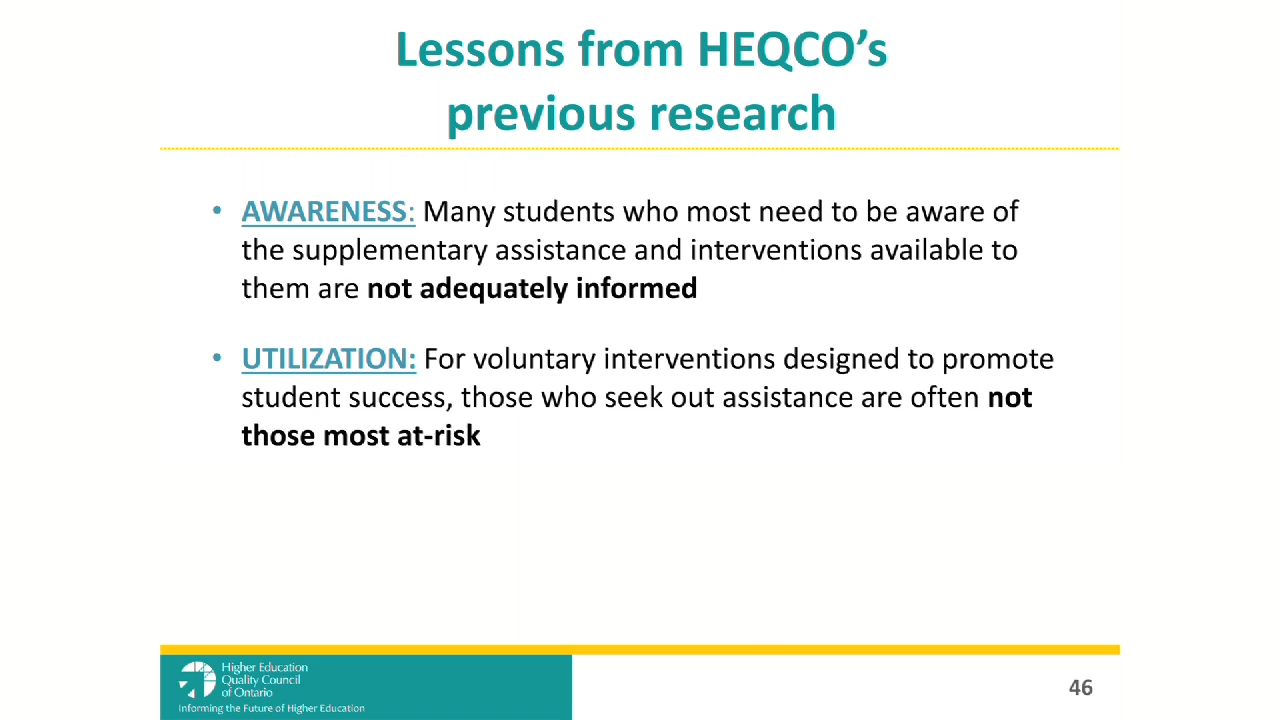 Lessons from HEQCO's
previous research
• AWARENESS: Many students who most need to be aware of
the supplementary assistance and interventions available to
them are not adequately informed
• UTILIZATION: For voluntary interventions designed to promote
student success, those who seek out assistance are often not
those most at-risk
Higher Education
Quality Council
of Ontario
Informing the Future of Higher Education
46